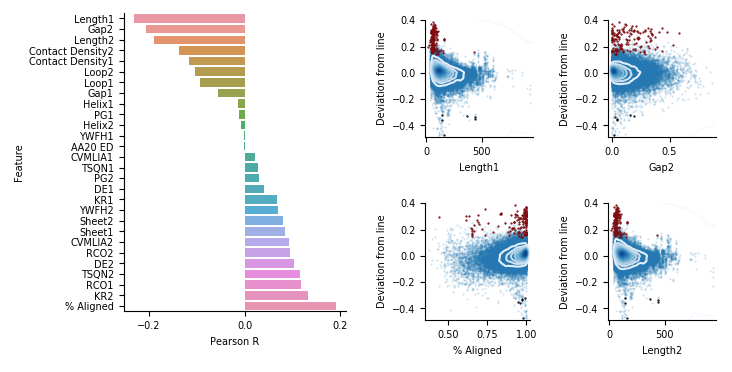 Feature
Length1
Gap2
Length2
Contact Density2
Contact Density1
Loop2
Loop1
Gap1
Helix1
PG1
Helix2
YWFH1
AA20 ED
CVMLIA1
TSQN1
PG2
DE1
KR1
YWFH2
Sheet2
Sheet1
CVMLIA2
RCO2
DE2
TSQN2
RCO1
KR2
% Aligned
−0.2 0.0 0.2
Pearson R
Deviation from line
0.4
0.2
0.0
−0.2
−0.4
0 500
Length1
Deviation from line
0.4
0.2
0.0
−0.2
−0.4
0.0 0.5
Gap2
Deviation from line
0.4
0.2
0.0
−0.2
−0.4
0.50 0.75 1.00
% Aligned
Deviation from line
0.4
0.2
0.0
−0.2
−0.4
0 500
Length2